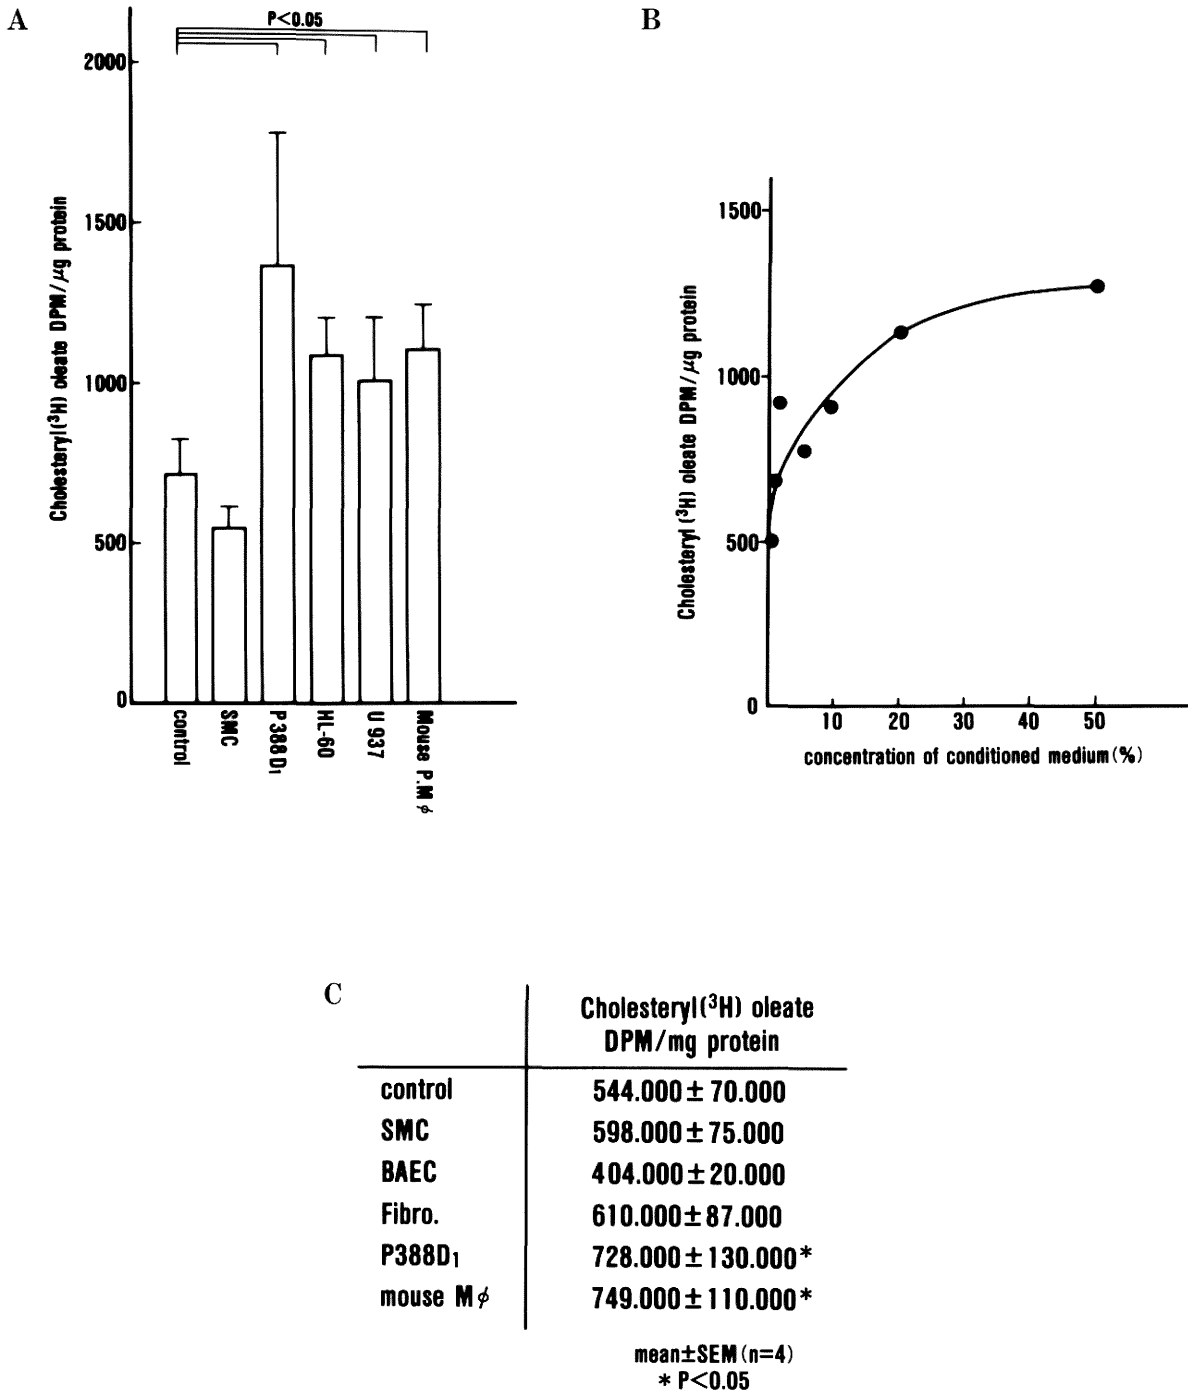 A
P<0.05
Cholesteryl(³H) oleate DPM/μg protein
2000
1500
1000
500
0
control
SMC
P388D₁
HL-60
U937
Mouse P.Mφ
B
Cholesteryl(³H) oleate DPM/μg protein
1500
1000
500
0
10 20 30 40 50
concentration of conditioned medium(%)
C
Cholesteryl(³H) oleate
DPM/mg protein
control 544.000±70.000
SMC 598.000±75.000
BAEC 404.000±20.000
Fibro. 610.000±87.000
P388D₁ 728.000±130.000*
mouse Mφ 749.000±110.000*
mean±SEM(n=4)
* P<0.05